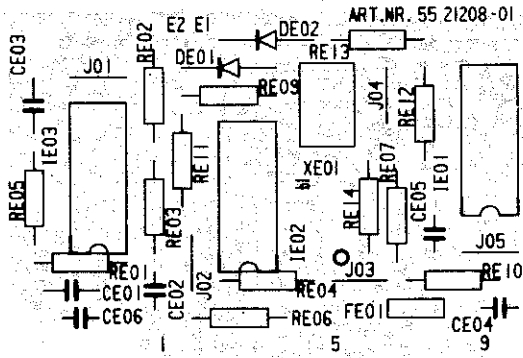 ART.NR. 55 21208-01
E2 E1
DE02
RE02
CE03
J01
DE01
RE13
RE09
J04
RE12
IE03
RE11
XE01
RE07
IE01
RE05
RE03
RE14
CE05
IE02
J05
RE01
J02
J03
RE10
CE01
CE02
RE04
CE06
RE06
FE01
CE04
1
5
9